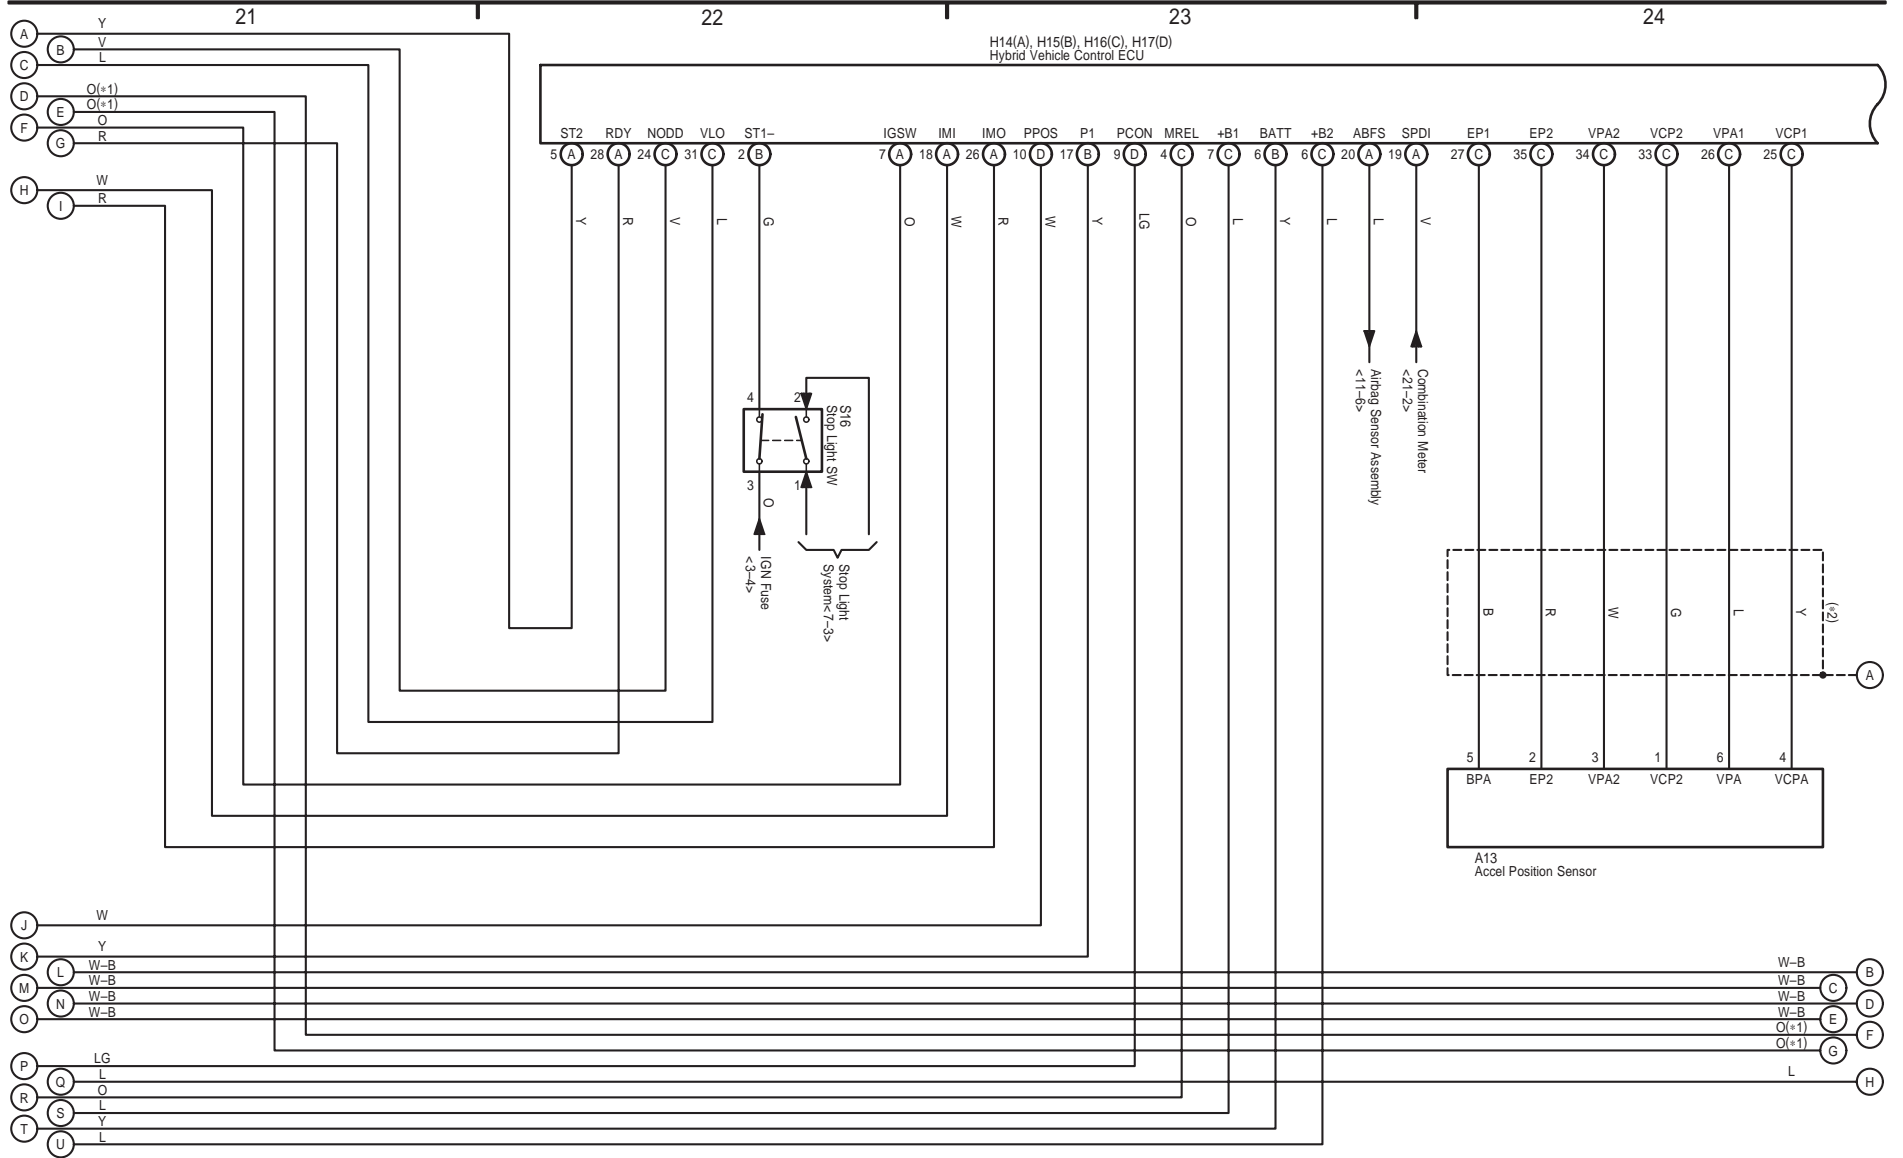 21 22 23 24
A Y
B V
C L
D O(*1)
E O(*1)
F O
G R
H W
I R
H14(A), H15(B), H16(C), H17(D)
Hybrid Vehicle Control ECU
ST2 RDY NODD VLO ST1– IGSW IMI IMO PPOS P1 PCON MREL +B1 BATT +B2 ABFS SPDI EP1 EP2 VPA2 VCP2 VPA1 VCP1
5 A 28 A 24 C 31 C 2 B 7 A 18 A 26 A 10 D 17 B 9 D 4 C 7 C 6 B 6 C 20 A 19 A 27 C 35 C 34 C 33 C 26 C 25 C
Y R V L G O W R W Y LG O L Y L L V
4 2
S16
Stop Light SW
3 1
O
IGN Fuse
<3–4>
Stop Light
System<7–3>
Airbag Sensor Assembly
<11–6>
Combination Meter
<21–2>
B R W G L Y
(*2)
A
5 2 3 1 6 4
BPA EP2 VPA2 VCP2 VPA VCPA
A13
Accel Position Sensor
J W
K Y
L W–B W–B B
M W–B W–B C
N W–B W–B D
O W–B W–B E
O(*1) F
O(*1) G
P LG
Q L L H
R O
S L
T Y
U L